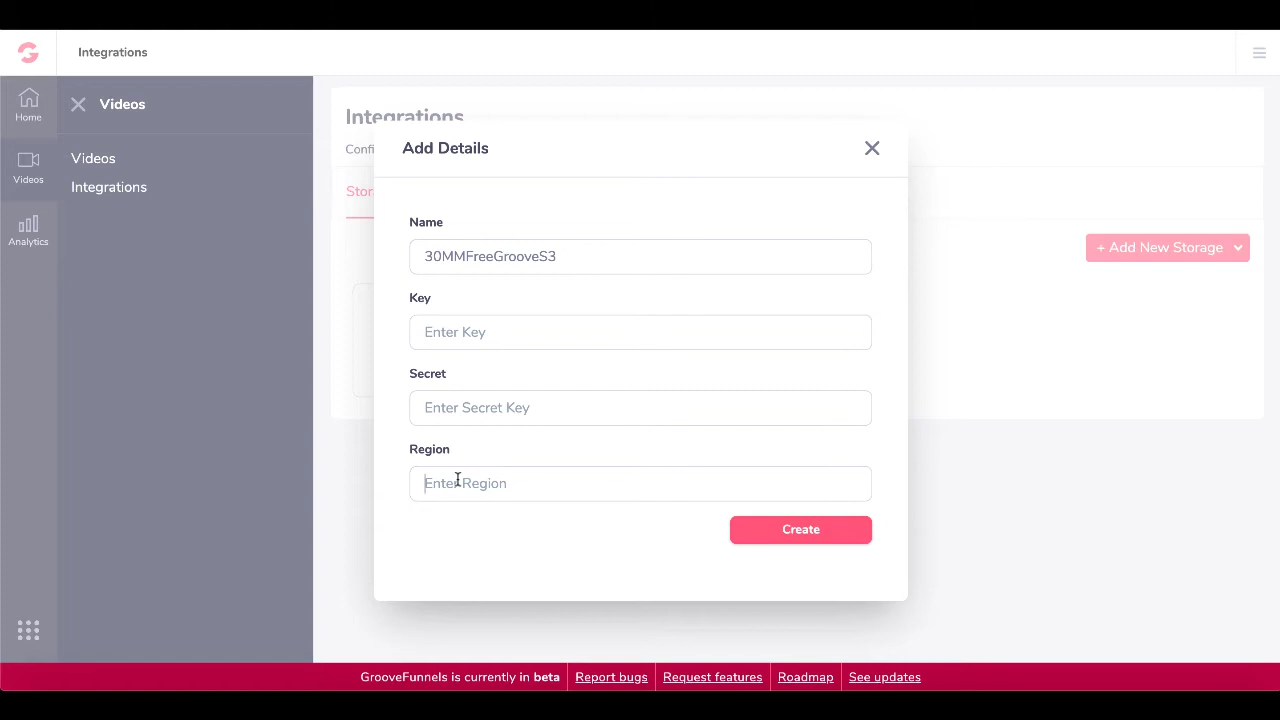 Integrations
Home
Videos
Analytics
Videos
Videos
Integrations
Integrations
Confi
Stor
+ Add New Storage
Add Details
Name
30MMFreeGrooveS3
Key
Enter Key
Secret
Enter Secret Key
Region
Enter Region
Create
GrooveFunnels is currently in beta
Report bugs
Request features
Roadmap
See updates